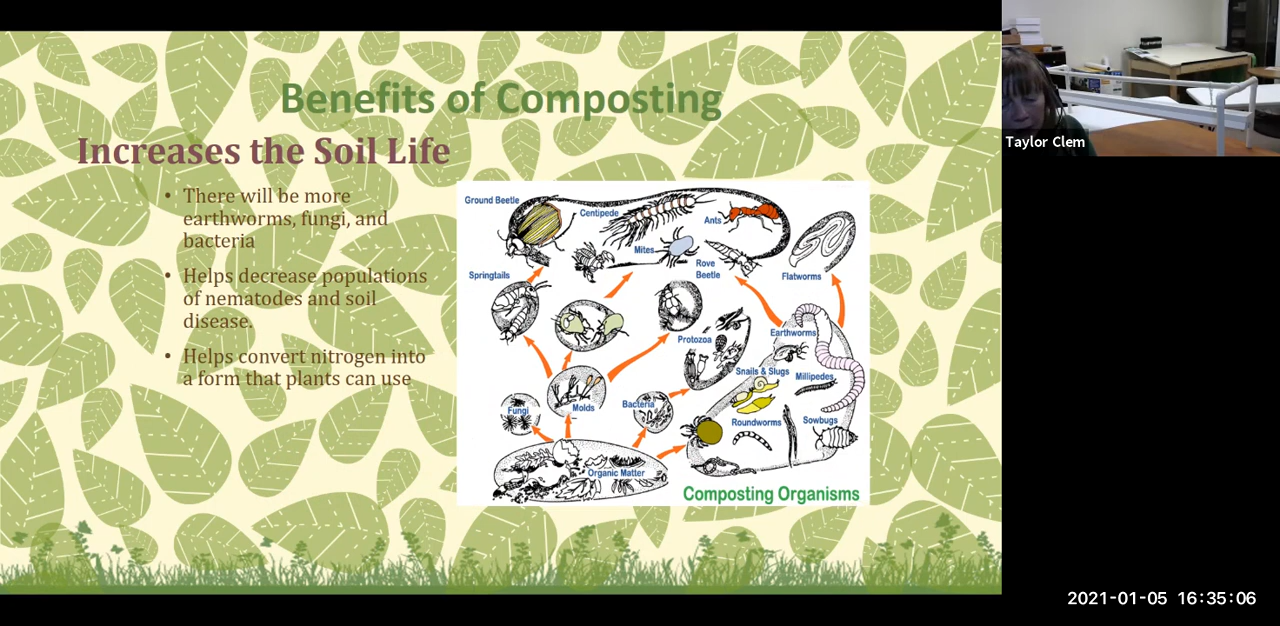 Benefits of Composting
Increases the Soil Life
• There will be more
earthworms, fungi, and
bacteria
• Helps decrease populations
of nematodes and soil
disease.
• Helps convert nitrogen into
a form that plants can use
Ground Beetle
Centipede
Ants
Mites
Rove
Beetle
Springtails
Flatworms
Protozoa
Earthworms
Snails & Slugs
Millipedes
Fungi
Molds
Bacteria
Roundworms
Sowbugs
Organic Matter
Composting Organisms
Taylor Clem
2021-01-05 16:35:06